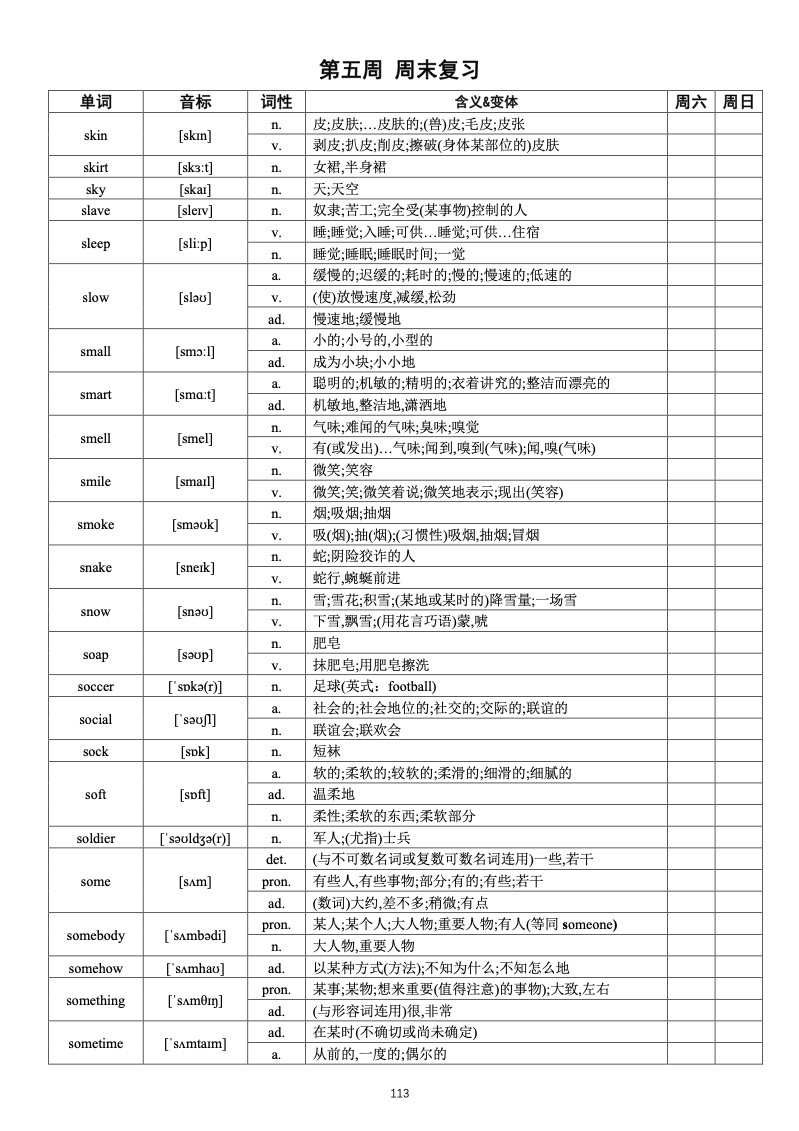 第五周 周末复习
单词 音标 词性 含义&变体 周六 周日
skin [skɪn] n. 皮;皮肤;…皮肤的;(兽)皮;毛皮;皮张
v. 剥皮;扒皮;削皮;擦破(身体某部位的)皮肤
skirt [skɜːt] n. 女裙,半身裙
sky [skaɪ] n. 天;天空
slave [sleɪv] n. 奴隶;苦工;完全受(某事物)控制的人
sleep [sliːp] v. 睡;睡觉;入睡;可供…睡觉;可供…住宿
n. 睡觉;睡眠;睡眠时间;一觉
slow [sləʊ] a. 缓慢的;迟缓的;耗时的;慢的;慢速的;低速的
v. (使)放慢速度,减缓,松劲
ad. 慢速地;缓慢地
small [smɔːl] a. 小的;小号的,小型的
ad. 成为小块;小小地
smart [smɑːt] a. 聪明的;机敏的;精明的;衣着讲究的;整洁而漂亮的
ad. 机敏地,整洁地,潇洒地
smell [smel] n. 气味;难闻的气味;臭味;嗅觉
v. 有(或发出)…气味;闻到,嗅到(气味);闻,嗅(气味)
smile [smaɪl] n. 微笑;笑容
v. 微笑;笑;微笑着说;微笑地表示;现出(笑容)
smoke [sməʊk] n. 烟;吸烟;抽烟
v. 吸(烟);抽(烟);(习惯性)吸烟,抽烟;冒烟
snake [sneɪk] n. 蛇;阴险狡诈的人
v. 蛇行,蜿蜒前进
snow [snəʊ] n. 雪;雪花;积雪;(某地或某时的)降雪量;一场雪
v. 下雪,飘雪;(用花言巧语)蒙,唬
soap [səʊp] n. 肥皂
v. 抹肥皂;用肥皂擦洗
soccer [ˈsɒkə(r)] n. 足球(英式：football)
social [ˈsəʊʃl] a. 社会的;社会地位的;社交的;交际的;联谊的
n. 联谊会;联欢会
sock [sɒk] n. 短袜
soft [sɒft] a. 软的;柔软的;较软的;柔滑的;细滑的;细腻的
ad. 温柔地
n. 柔性;柔软的东西;柔软部分
soldier [ˈsəʊldʒə(r)] n. 军人;(尤指)士兵
some [sʌm] det. (与不可数名词或复数可数名词连用)一些,若干
pron. 有些人,有些事物;部分;有的;有些;若干
ad. (数词)大约,差不多;稍微;有点
somebody [ˈsʌmbədi] pron. 某人;某个人;大人物;重要人物;有人(等同 someone)
n. 大人物,重要人物
somehow [ˈsʌmhaʊ] ad. 以某种方式(方法);不知为什么;不知怎么地
something [ˈsʌmθɪŋ] pron. 某事;某物;想来重要(值得注意)的事物);大致,左右
ad. (与形容词连用)很,非常
sometime [ˈsʌmtaɪm] ad. 在某时(不确切或尚未确定)
a. 从前的,一度的;偶尔的
113